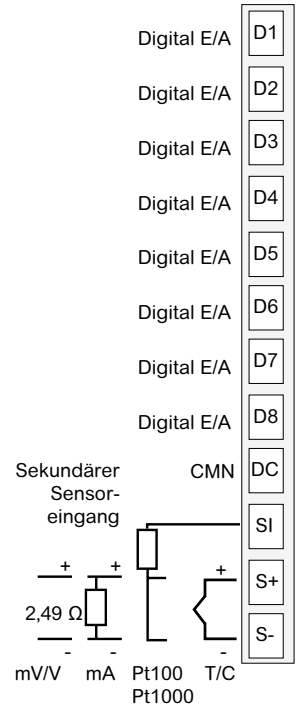 Digital E/A D1
Digital E/A D2
Digital E/A D3
Digital E/A D4
Digital E/A D5
Digital E/A D6
Digital E/A D7
Digital E/A D8
Sekundärer CMN DC
Sensor-
eingang SI
+ + + S+
2,49 Ω
- - - S-
mV/V mA Pt100 T/C
Pt1000